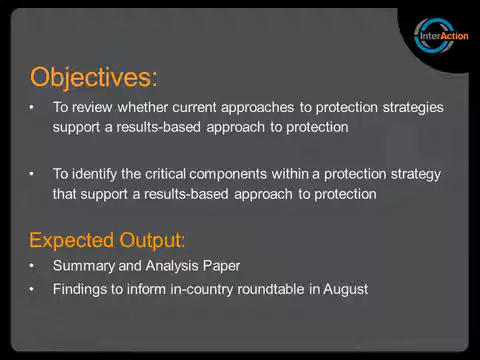 InterAction
Objectives:
• To review whether current approaches to protection strategies
support a results-based approach to protection
• To identify the critical components within a protection strategy
that support a results-based approach to protection
Expected Output:
• Summary and Analysis Paper
• Findings to inform in-country roundtable in August